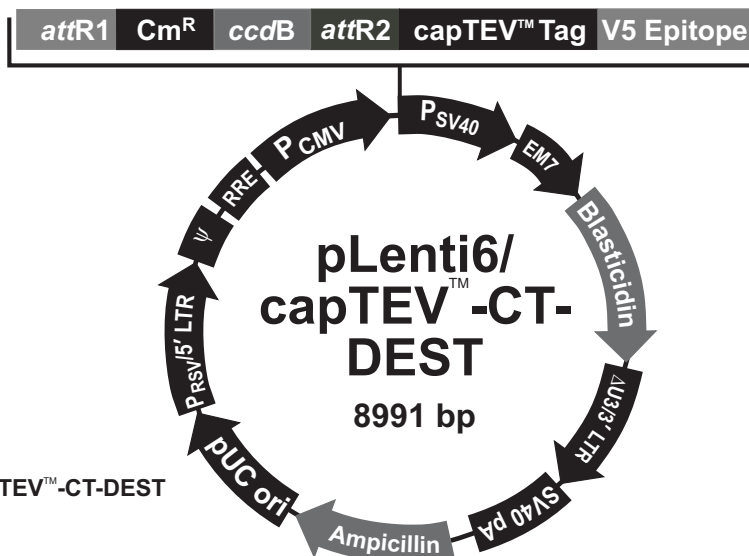 attR1 CmR ccdB attR2 capTEV™ Tag V5 Epitope
PSV40
EM7
Blasticidin
ΔU3/3′ LTR
SV40 pA
Ampicillin
pUC ori
PRSV/5′ LTR
ψ
RRE
PCMV
pLenti6/
capTEV™-CT-
DEST
8991 bp
TEV™-CT-DEST